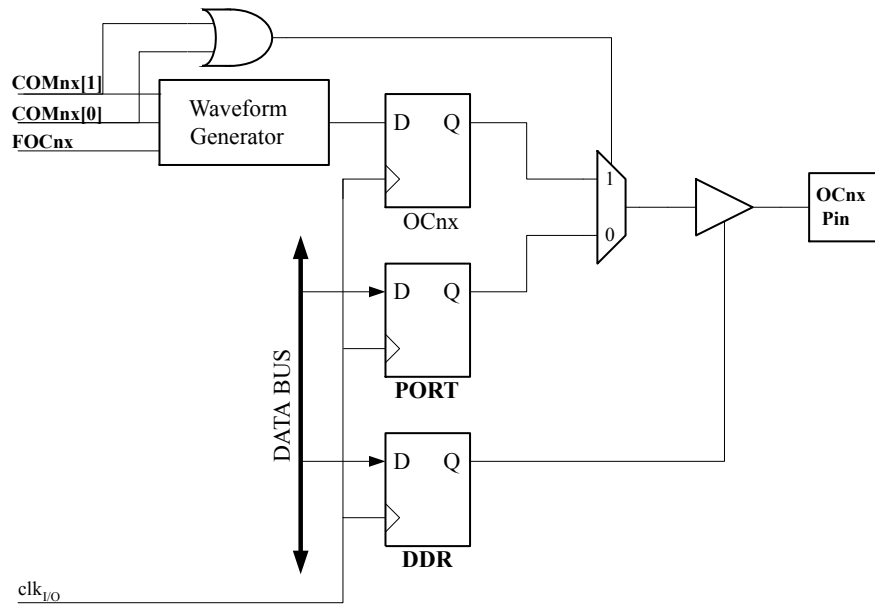 COMnx[1]
COMnx[0]
FOCnx
Waveform
Generator
D Q
OCnx
1
0
OCnx
Pin
D Q
PORT
DATA BUS
D Q
DDR
clkI/O